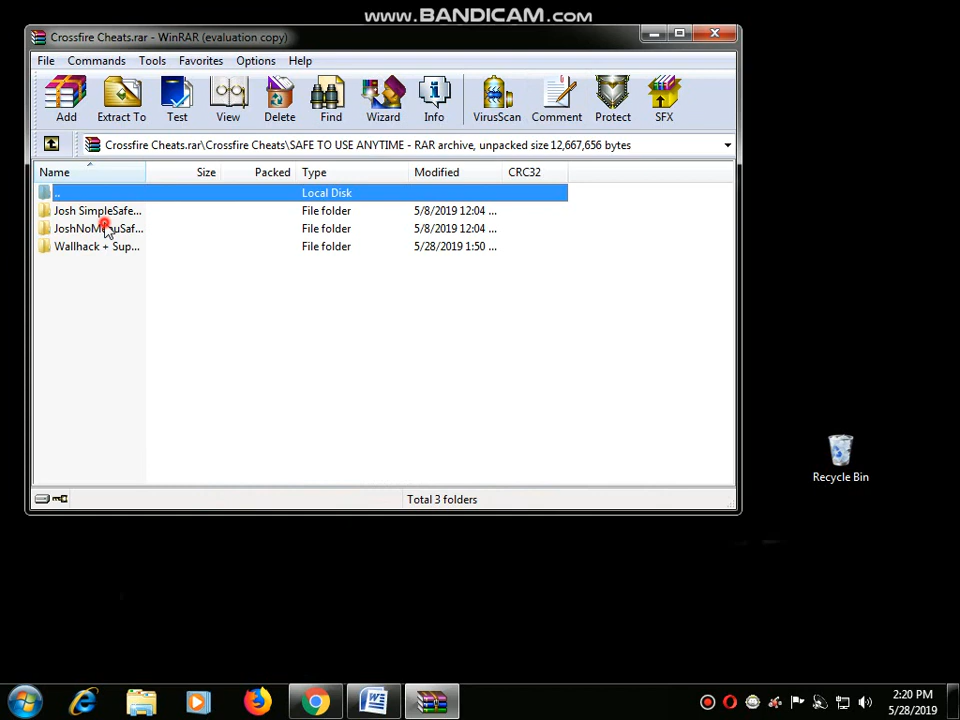 www.BANDICAM.com
Crossfire Cheats.rar - WinRAR (evaluation copy)
File Commands Tools Favorites Options Help
Add Extract To Test View Delete Find Wizard Info VirusScan Comment Protect SFX
Crossfire Cheats.rar\Crossfire Cheats\SAFE TO USE ANYTIME - RAR archive, unpacked size 12,667,656 bytes
Name Size Packed Type Modified CRC32
.. Local Disk
Josh SimpleSafe... File folder 5/8/2019 12:04 ...
JoshNoMenuSaf... File folder 5/8/2019 12:04 ...
Wallhack + Sup... File folder 5/28/2019 1:50 ...
Recycle Bin
Total 3 folders
2:20 PM
5/28/2019